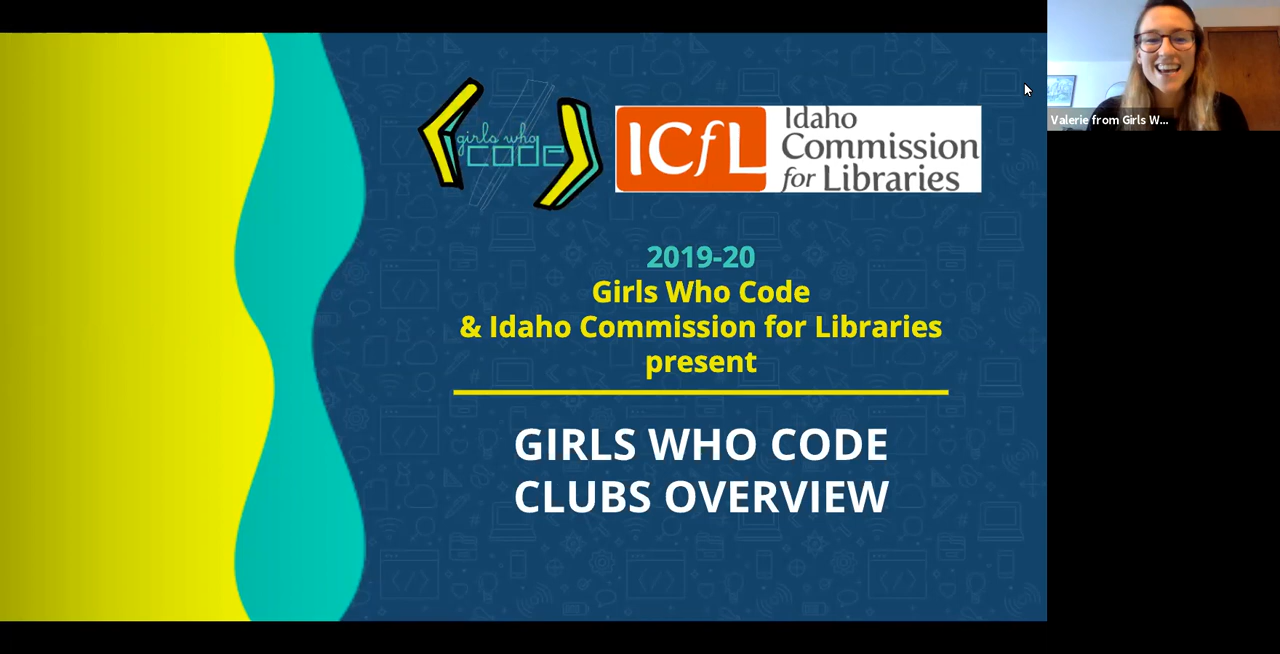 girls who
code
ICfL
Idaho
Commission
for Libraries
2019-20
Girls Who Code
& Idaho Commission for Libraries
present
GIRLS WHO CODE
CLUBS OVERVIEW
Valerie from Girls W...